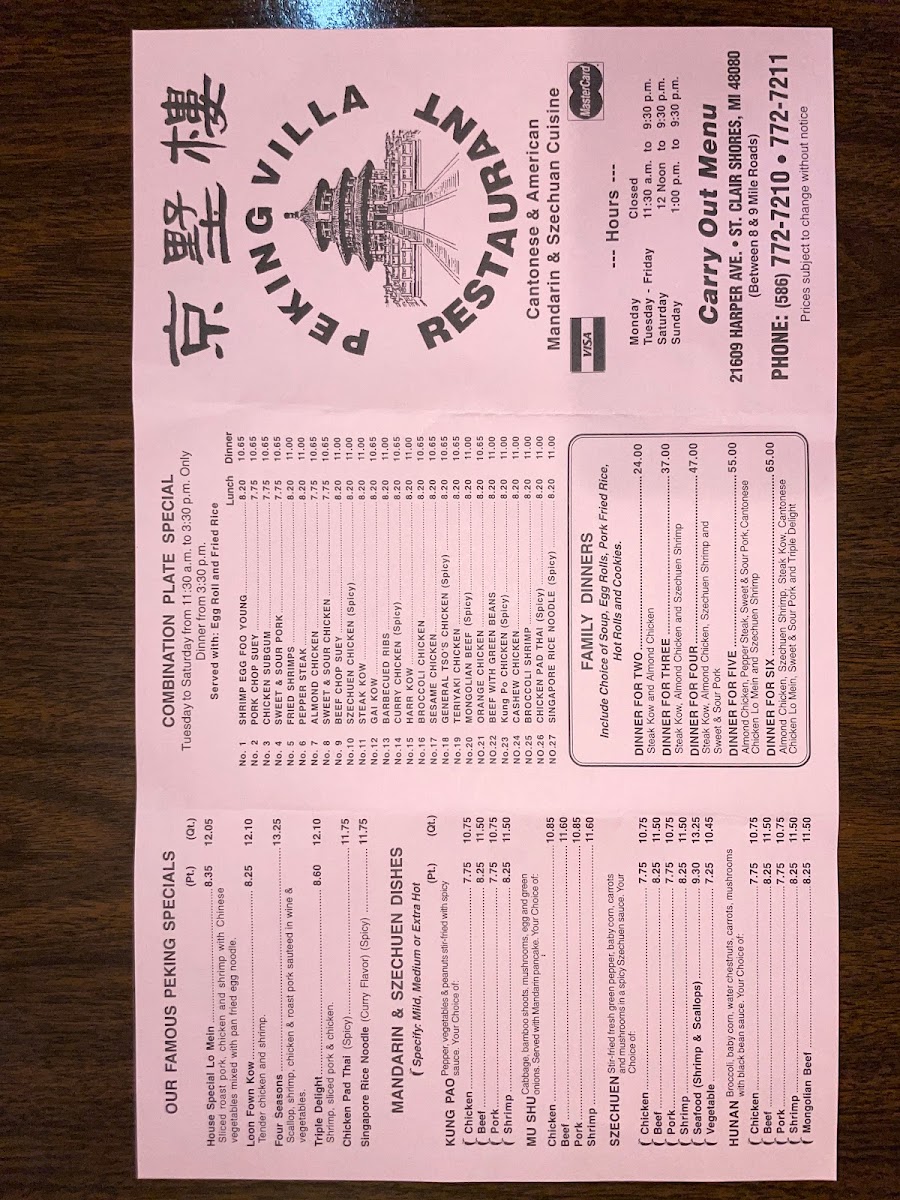 OUR FAMOUS PEKING SPECIALS
(Pt.) (Qt.)
House Special Lo Mein 8.35 12.05
Sliced roast pork, chicken and shrimp with Chinese
vegetables mixed with pan fried egg noodle.
Loon Fown Kow 8.25 12.10
Tender chicken and shrimp.
Four Seasons 13.25
Scallop, shrimp, chicken & roast pork sauteed in wine &
vegetables.
Triple Delight 8.60 12.10
Shrimp, sliced pork & chicken.
Chicken Pad Thai (Spicy) 11.75
Singapore Rice Noodle (Curry Flavor) (Spicy) 11.75
MANDARIN & SZECHUEN DISHES
( Specify: Mild, Medium or Extra Hot
(Pt.) (Qt.)
KUNG PAO Pepper, vegetables & peanuts stir-fried with spicy
sauce. Your Choice of:
( Chicken 7.75 10.75
( Beef 8.25 11.50
( Pork 7.75 10.75
( Shrimp 8.25 11.50
MU SHU Cabbage, bamboo shoots, mushrooms, egg and green
onions. Served with Mandarin pancake. Your Choice of:
Chicken 10.85
Beef 11.60
Pork 10.85
Shrimp 11.60
SZECHUEN Stir-fried fresh green pepper, baby corn, carrots
and mushrooms in a spicy Szechuen sauce. Your
Choice of:
( Chicken 7.75 10.75
( Beef 8.25 11.50
( Pork 7.75 10.75
( Shrimp 8.25 11.50
( Seafood (Shrimp & Scallops) 9.30 13.25
( Vegetable 7.25 10.45
HUNAN Broccoli, baby corn, water chestnuts, carrots, mushrooms
with black bean sauce. Your Choice of:
( Chicken 7.75 10.75
( Beef 8.25 11.50
( Pork 7.75 10.75
( Shrimp 8.25 11.50
( Mongolian Beef 8.25 11.50
COMBINATION PLATE SPECIAL
Tuesday to Saturday from 11:30 a.m. to 3:30 p.m. Only
Dinner from 3:30 p.m.
Served with: Egg Roll and Fried Rice
Lunch Dinner
No. 1 SHRIMP EGG FOO YOUNG 8.20 10.65
No. 2 PORK CHOP SUEY 7.75 10.65
No. 3 CHICKEN SUBGUM 7.75 10.65
No. 4 SWEET & SOUR PORK 7.75 10.65
No. 5 FRIED SHRIMPS 8.20 11.00
No. 6 PEPPER STEAK 8.20 11.00
No. 7 ALMOND CHICKEN 7.75 10.65
No. 8 SWEET & SOUR CHICKEN 7.75 10.65
No. 9 BEEF CHOP SUEY 8.20 11.00
No.10 SZECHUEN CHICKEN (Spicy) 8.20 11.00
No.11 STEAK KOW 8.20 11.00
No.12 GAI KOW 8.20 10.65
No.13 BARBECUED RIBS 8.20 11.00
No.14 CURRY CHICKEN (Spicy) 8.20 10.65
No.15 HARR KOW 8.20 11.00
No.16 BROCCOLI CHICKEN 8.20 10.65
No.17 SESAME CHICKEN 8.20 10.65
No.18 GENERAL TSO'S CHICKEN (Spicy) 8.20 10.65
No.19 TERIYAKI CHICKEN 8.20 10.65
No.20 MONGOLIAN BEEF (Spicy) 8.20 11.00
No.21 ORANGE CHICKEN 8.20 10.65
No.22 BEEF WITH GREEN BEANS 8.20 11.00
No.23 Kung Po CHICKEN (Spicy) 8.20 11.00
No.24 CASHEW CHICKEN 8.20 11.00
No.25 BROCCOLI SHRIMP 8.20 11.00
No.26 CHICKEN PAD THAI (Spicy) 8.20 11.00
No.27 SINGAPORE RICE NOODLE (Spicy) 8.20 11.00
FAMILY DINNERS
Include Choice of Soup, Egg Rolls, Pork Fried Rice,
Hot Rolls and Cookies.
DINNER FOR TWO 24.00
Steak Kow and Almond Chicken
DINNER FOR THREE 37.00
Steak Kow, Almond Chicken and Szechuen Shrimp
DINNER FOR FOUR 47.00
Steak Kow, Almond Chicken, Szechuen Shrimp and
Sweet & Sour Pork
DINNER FOR FIVE 55.00
Almond Chicken, Pepper Steak, Sweet & Sour Pork, Cantonese
Chicken Lo Mein and Szechuen Shrimp
DINNER FOR SIX 65.00
Almond Chicken, Szechuen Shrimp, Steak Kow, Cantonese
Chicken Lo Mein, Sweet & Sour Pork and Triple Delight
京墅樓
PEKING VILLA
RESTAURANT
Cantonese & American
Mandarin & Szechuan Cuisine
VISA
MasterCard
--- Hours ---
Monday Closed
Tuesday - Friday 11:30 a.m. to 9:30 p.m.
Saturday 12 Noon to 9:30 p.m.
Sunday 1:00 p.m. to 9:30 p.m.
Carry Out Menu
21609 HARPER AVE. • ST. CLAIR SHORES, MI 48080
(Between 8 & 9 Mile Roads)
PHONE: (586) 772-7210 • 772-7211
Prices subject to change without notice